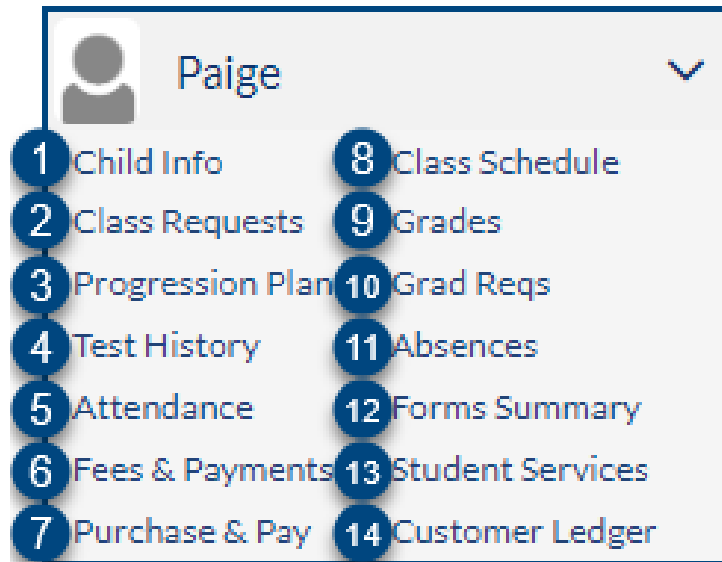 Paige
1 Child Info
2 Class Requests
3 Progression Plan
4 Test History
5 Attendance
6 Fees & Payments
7 Purchase & Pay
8 Class Schedule
9 Grades
10 Grad Reqs
11 Absences
12 Forms Summary
13 Student Services
14 Customer Ledger